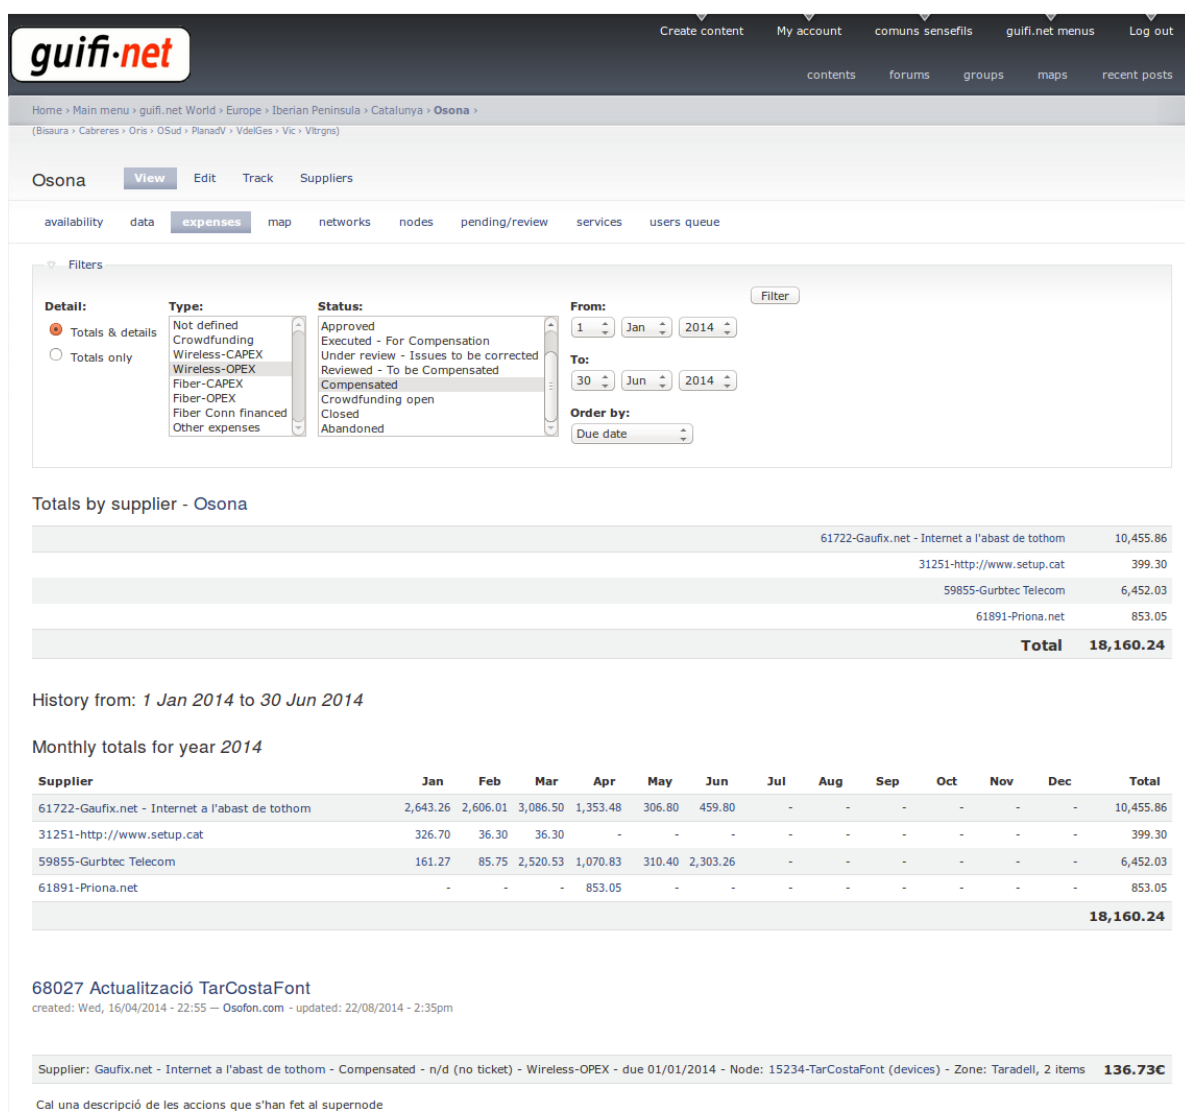 guifi·net
Create content My account comuns sensefils guifi.net menus Log out
contents forums groups maps recent posts
Home › Main menu › guifi.net World › Europe › Iberian Peninsula › Catalunya › Osona ›
(Bisaura › Cabreres › Oris › OSud › PlanadV › VdelGes › Vic › Vltrgns)
Osona View Edit Track Suppliers
availability data expenses map networks nodes pending/review services users queue
Filters
Detail:
Totals & details
Totals only
Type:
Not defined
Crowdfunding
Wireless-CAPEX
Wireless-OPEX
Fiber-CAPEX
Fiber-OPEX
Fiber Conn financed
Other expenses
Status:
Approved
Executed - For Compensation
Under review - Issues to be corrected
Reviewed - To be Compensated
Compensated
Crowdfunding open
Closed
Abandoned
From:
1 Jan 2014
To:
30 Jun 2014
Order by:
Due date
Filter
Totals by supplier - Osona
61722-Gaufix.net - Internet a l'abast de tothom 10,455.86
31251-http://www.setup.cat 399.30
59855-Gurbtec Telecom 6,452.03
61891-Priona.net 853.05
Total 18,160.24
History from: 1 Jan 2014 to 30 Jun 2014
Monthly totals for year 2014
Supplier Jan Feb Mar Apr May Jun Jul Aug Sep Oct Nov Dec Total
61722-Gaufix.net - Internet a l'abast de tothom 2,643.26 2,606.01 3,086.50 1,353.48 306.80 459.80 - - - - - - 10,455.86
31251-http://www.setup.cat 326.70 36.30 36.30 - - - - - - - - - 399.30
59855-Gurbtec Telecom 161.27 85.75 2,520.53 1,070.83 310.40 2,303.26 - - - - - - 6,452.03
61891-Priona.net - - - 853.05 - - - - - - - - 853.05
18,160.24
68027 Actualització TarCostaFont
created: Wed, 16/04/2014 - 22:55 — Osofon.com - updated: 22/08/2014 - 2:35pm
Supplier: Gaufix.net - Internet a l'abast de tothom - Compensated - n/d (no ticket) - Wireless-OPEX - due 01/01/2014 - Node: 15234-TarCostaFont (devices) - Zone: Taradell, 2 items 136.73€
Cal una descripció de les accions que s'han fet al supernode